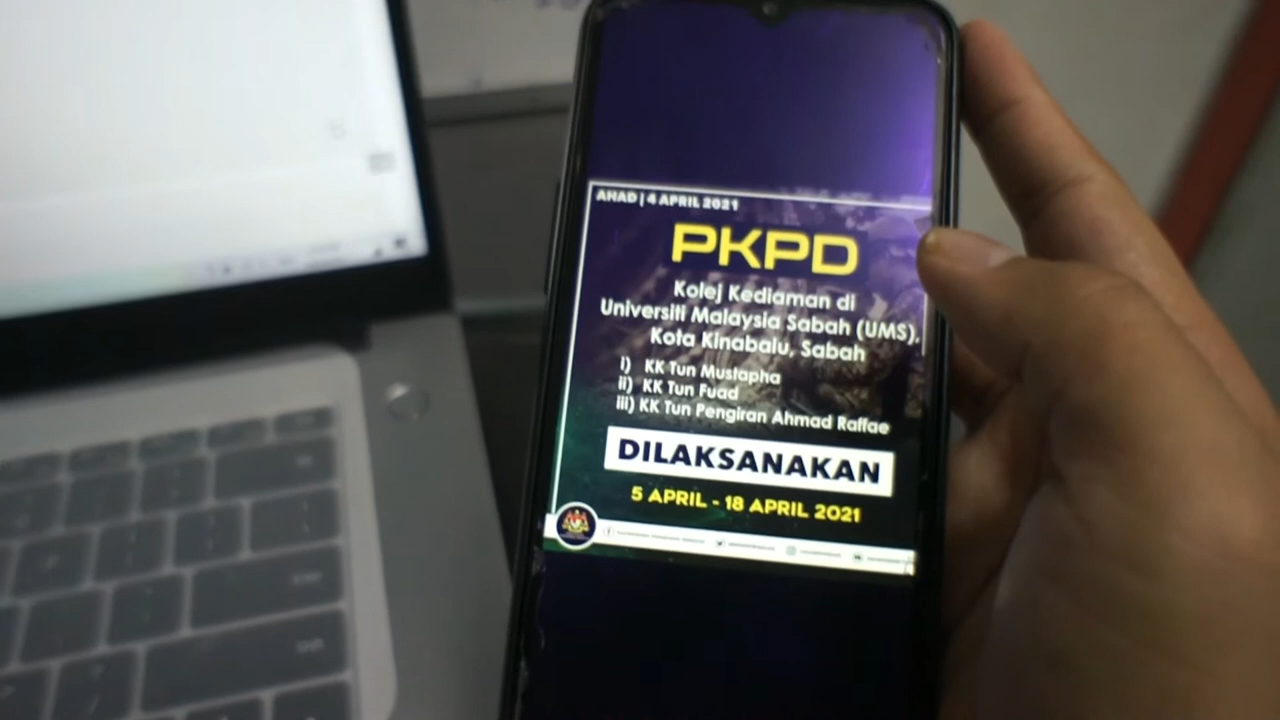 AHAD | 4 APRIL 2021
PKPD
Kolej Kediaman di
Universiti Malaysia Sabah (UMS),
Kota Kinabalu, Sabah
i) KK Tun Mustapha
ii) KK Tun Fuad
iii) KK Tun Pengiran Ahmad Raffae
DILAKSANAKAN
5 APRIL - 18 APRIL 2021